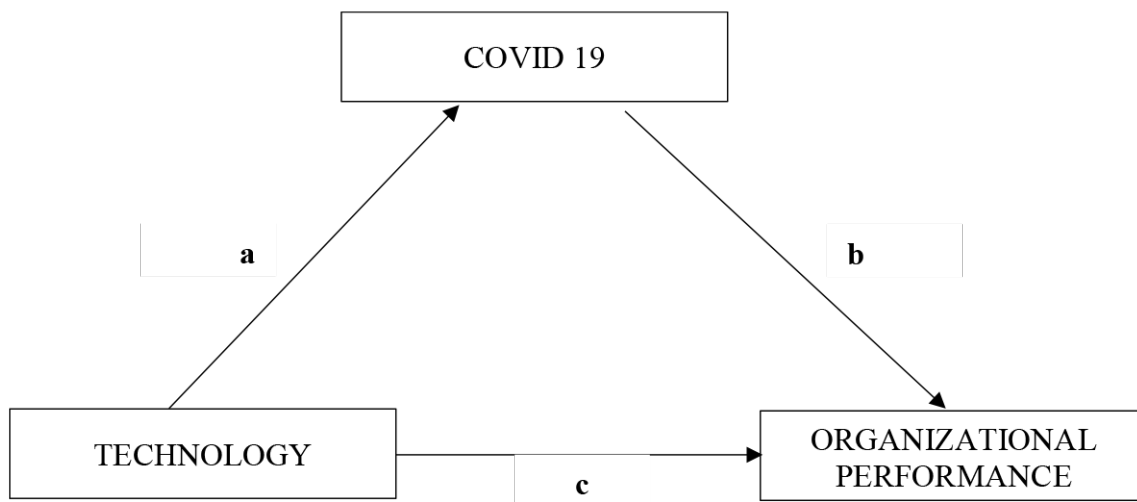 COVID 19
a
b
TECHNOLOGY
c
ORGANIZATIONAL
PERFORMANCE